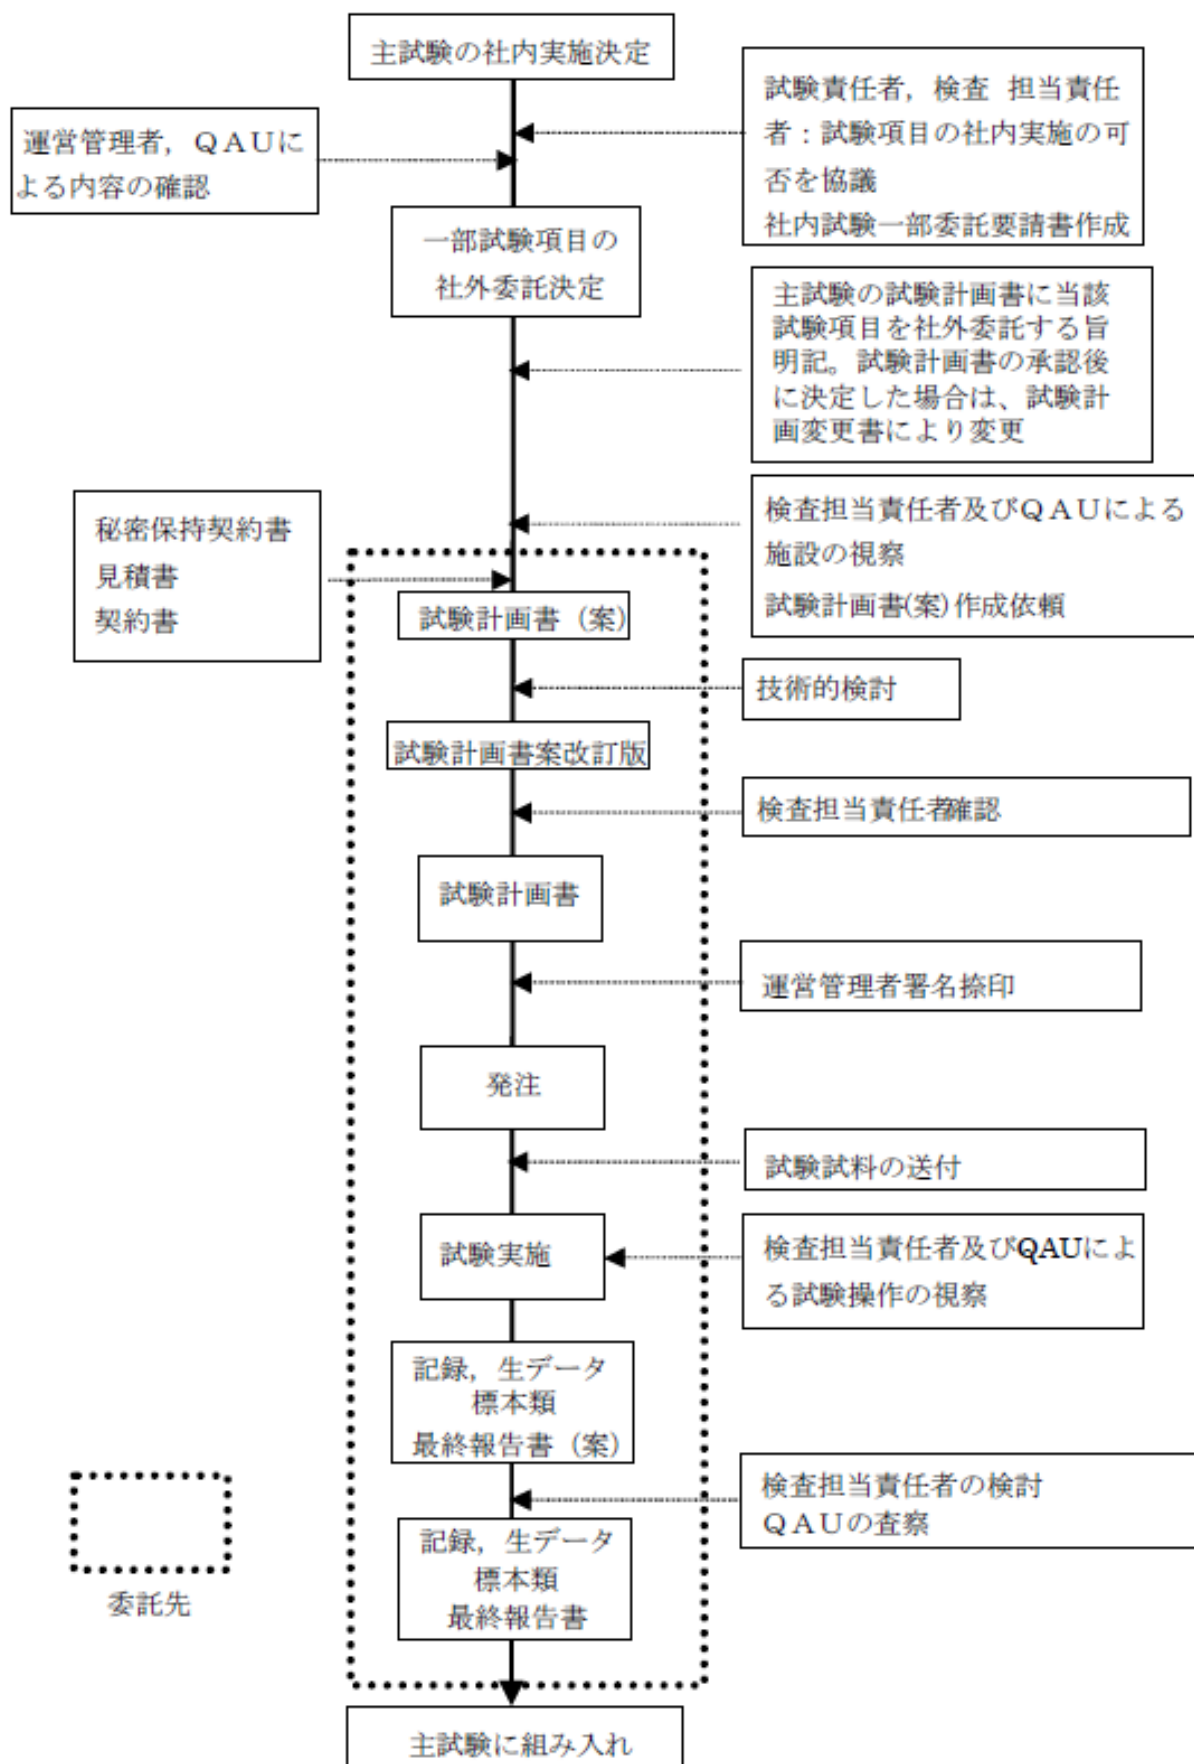 主試験の社内実施決定
試験責任者，検査 担当責任
者：試験項目の社内実施の可
否を協議
社内試験一部委託要請書作成
運営管理者，ＱＡＵに
よる内容の確認
一部試験項目の
社外委託決定
主試験の試験計画書に当該
試験項目を社外委託する旨
明記。試験計画書の承認後
に決定した場合は、試験計
画変更書により変更
検査担当責任者及びＱＡＵによる
施設の視察
試験計画書(案)作成依頼
秘密保持契約書
見積書
契約書
試験計画書（案）
技術的検討
試験計画書案改訂版
検査担当責任者確認
試験計画書
運営管理者署名捺印
発注
試験試料の送付
試験実施
検査担当責任者及びQAUによ
る試験操作の視察
記録，生データ
標本類
最終報告書（案）
検査担当責任者の検討
ＱＡＵの査察
記録，生データ
標本類
最終報告書
委託先
主試験に組み入れ